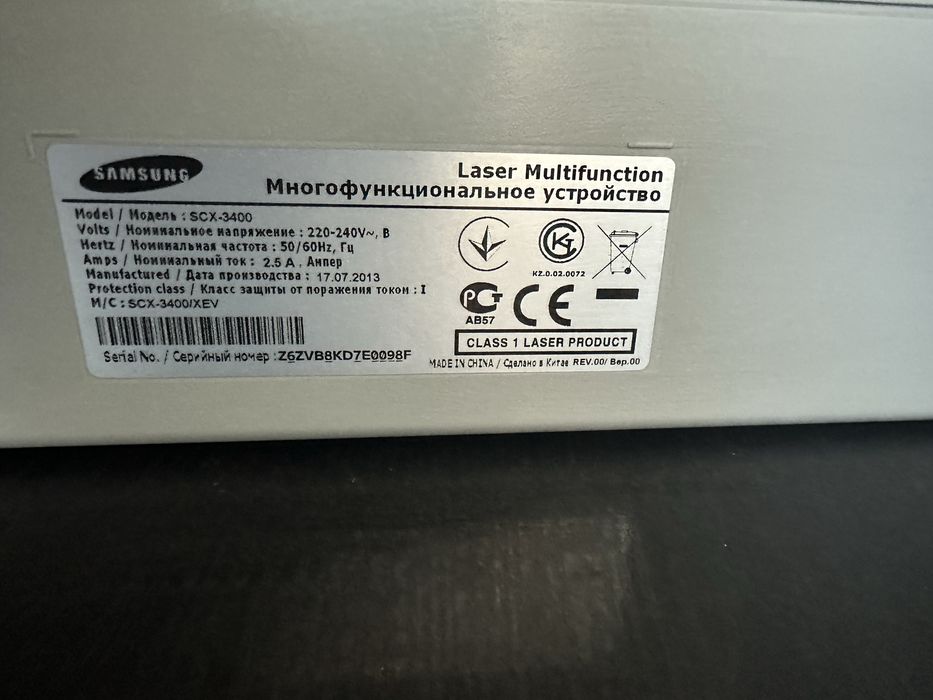 SAMSUNG
Laser Multifunction
Многофункциональное устройство
Model / Модель : SCX-3400
Volts / Номинальное напряжение : 220-240V~, В
Hertz / Номинальная частота : 50/60Hz, Гц
Amps / Номинальный ток : 2.5 A , Ампер
Manufactured / Дата производства : 17.07.2013
Protection class / Класс защиты от поражения током : I
M/C : SCX-3400/XEV
Serial No. / Серийный номер :Z6ZVB8KD7E0098F
KZ.0.02.0072
АВ57
CE
CLASS 1 LASER PRODUCT
MADE IN CHINA / Сделано в Китае REV.00/ Вер.00